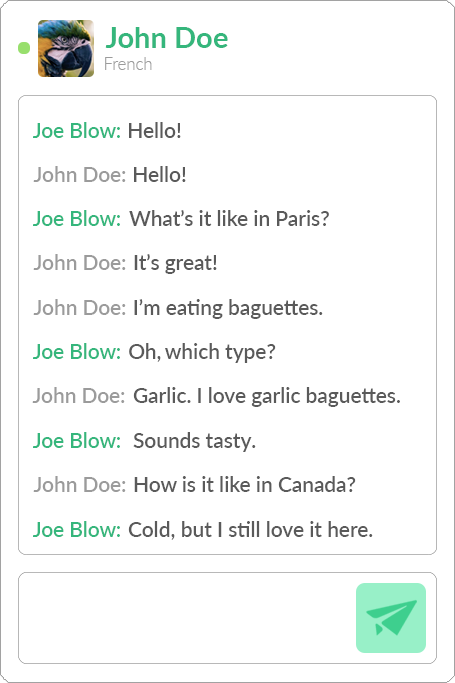 John Doe
French
Joe Blow: Hello!
John Doe: Hello!
Joe Blow: What's it like in Paris?
John Doe: It's great!
John Doe: I'm eating baguettes.
Joe Blow: Oh, which type?
John Doe: Garlic. I love garlic baguettes.
Joe Blow: Sounds tasty.
John Doe: How is it like in Canada?
Joe Blow: Cold, but I still love it here.